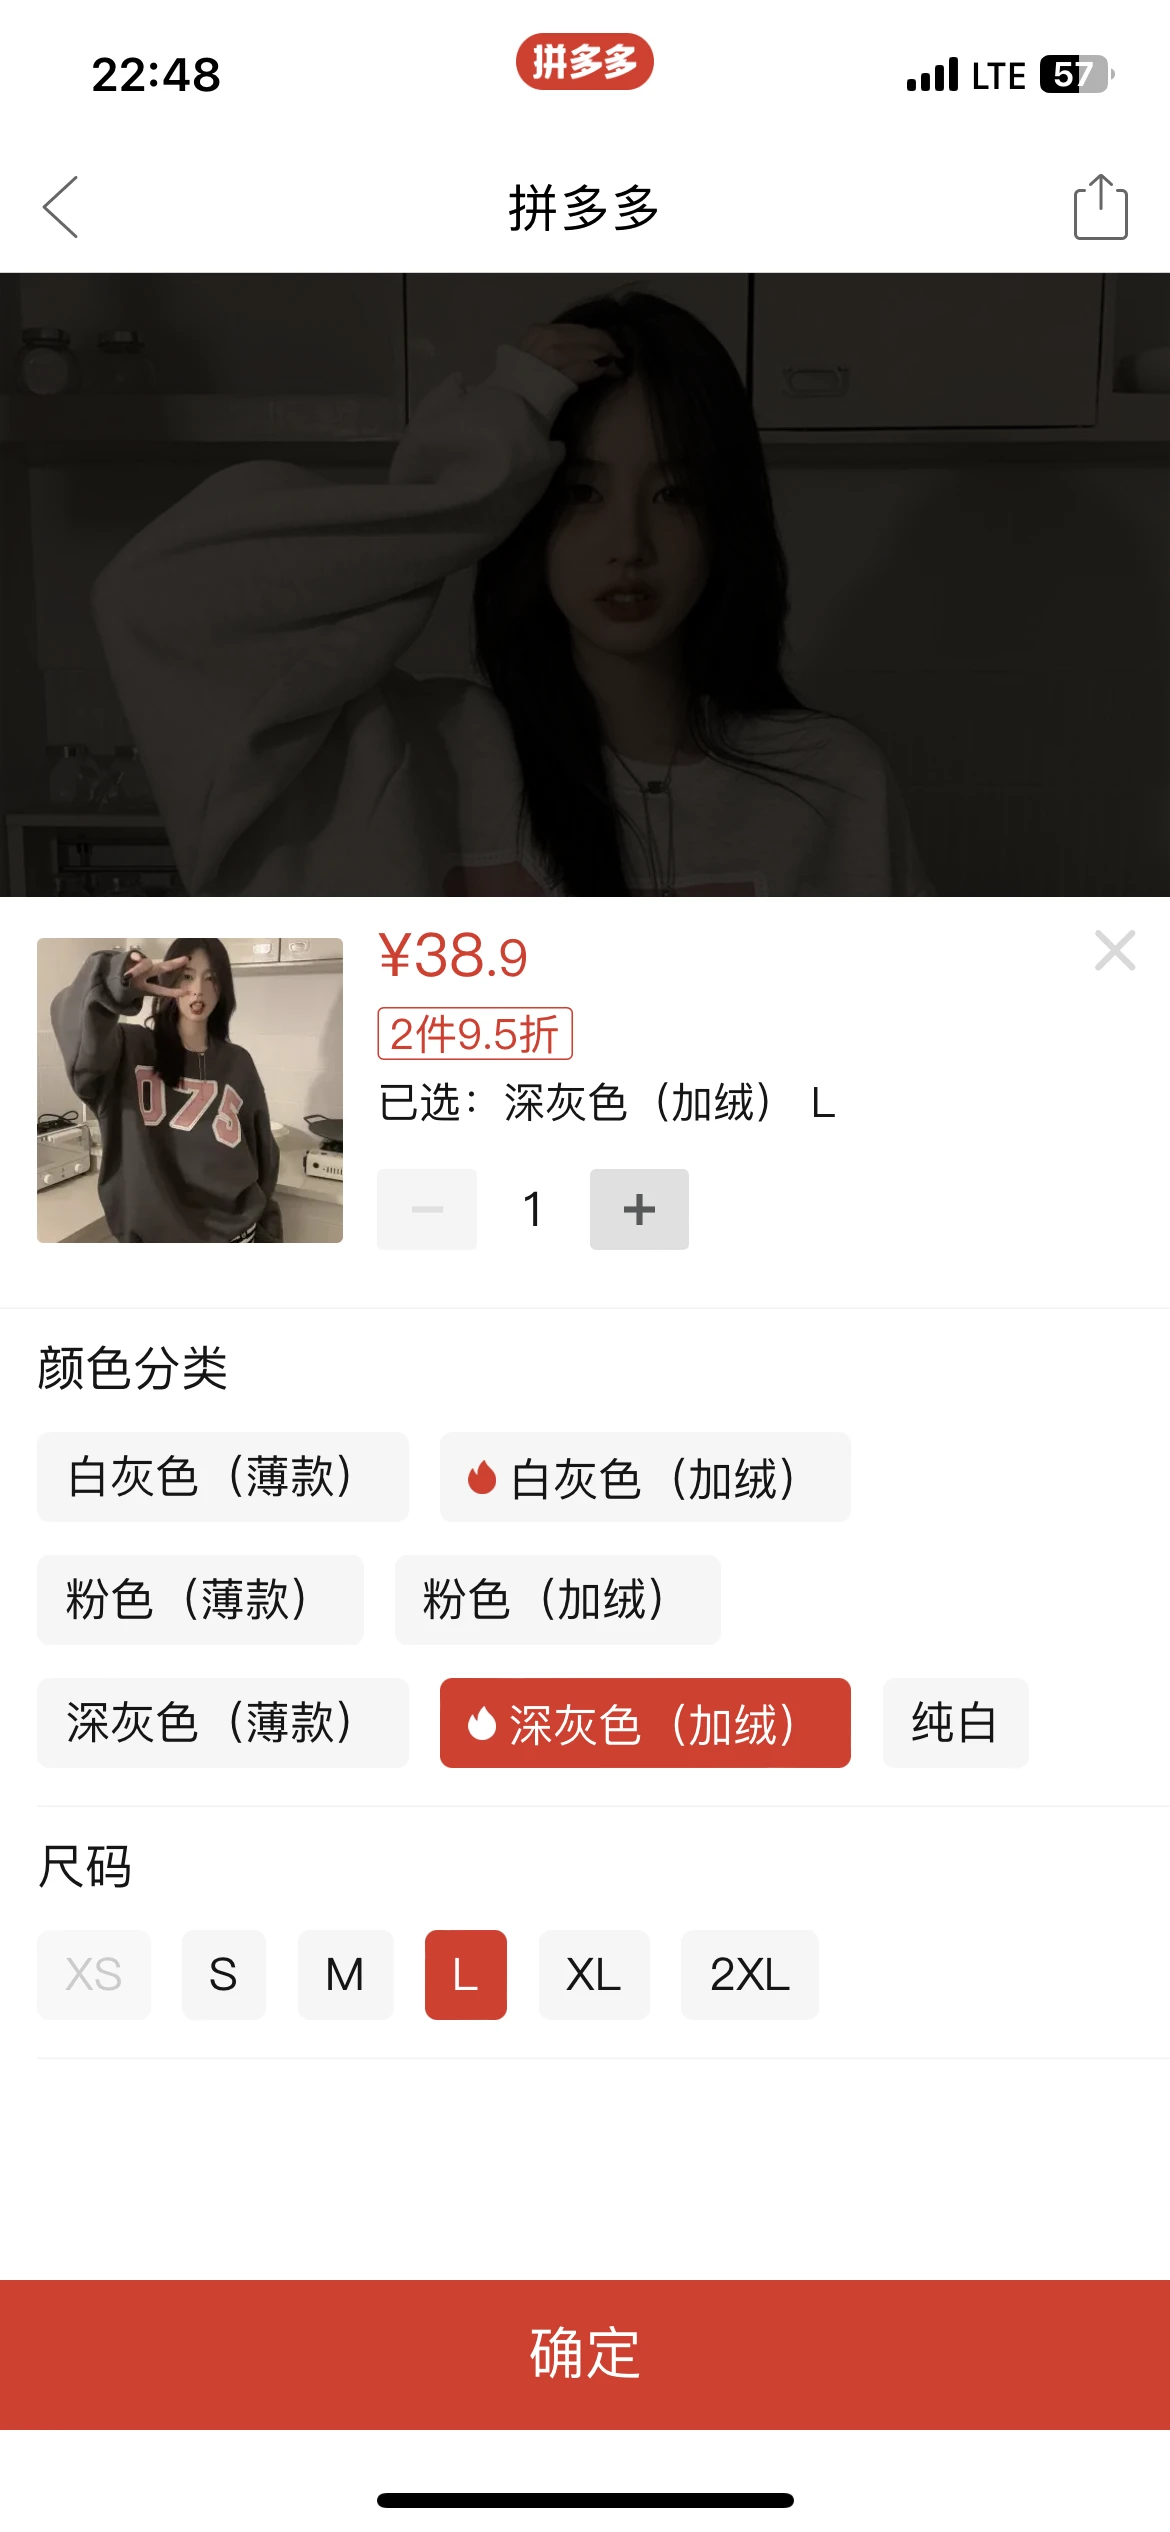 22:48
拼多多
LTE
57
拼多多
¥38.9
2件9.5折
已选：深灰色（加绒） L
1
075
颜色分类
白灰色（薄款）
白灰色（加绒）
粉色（薄款）
粉色（加绒）
深灰色（薄款）
深灰色（加绒）
纯白
尺码
XS
S
M
L
XL
2XL
确定